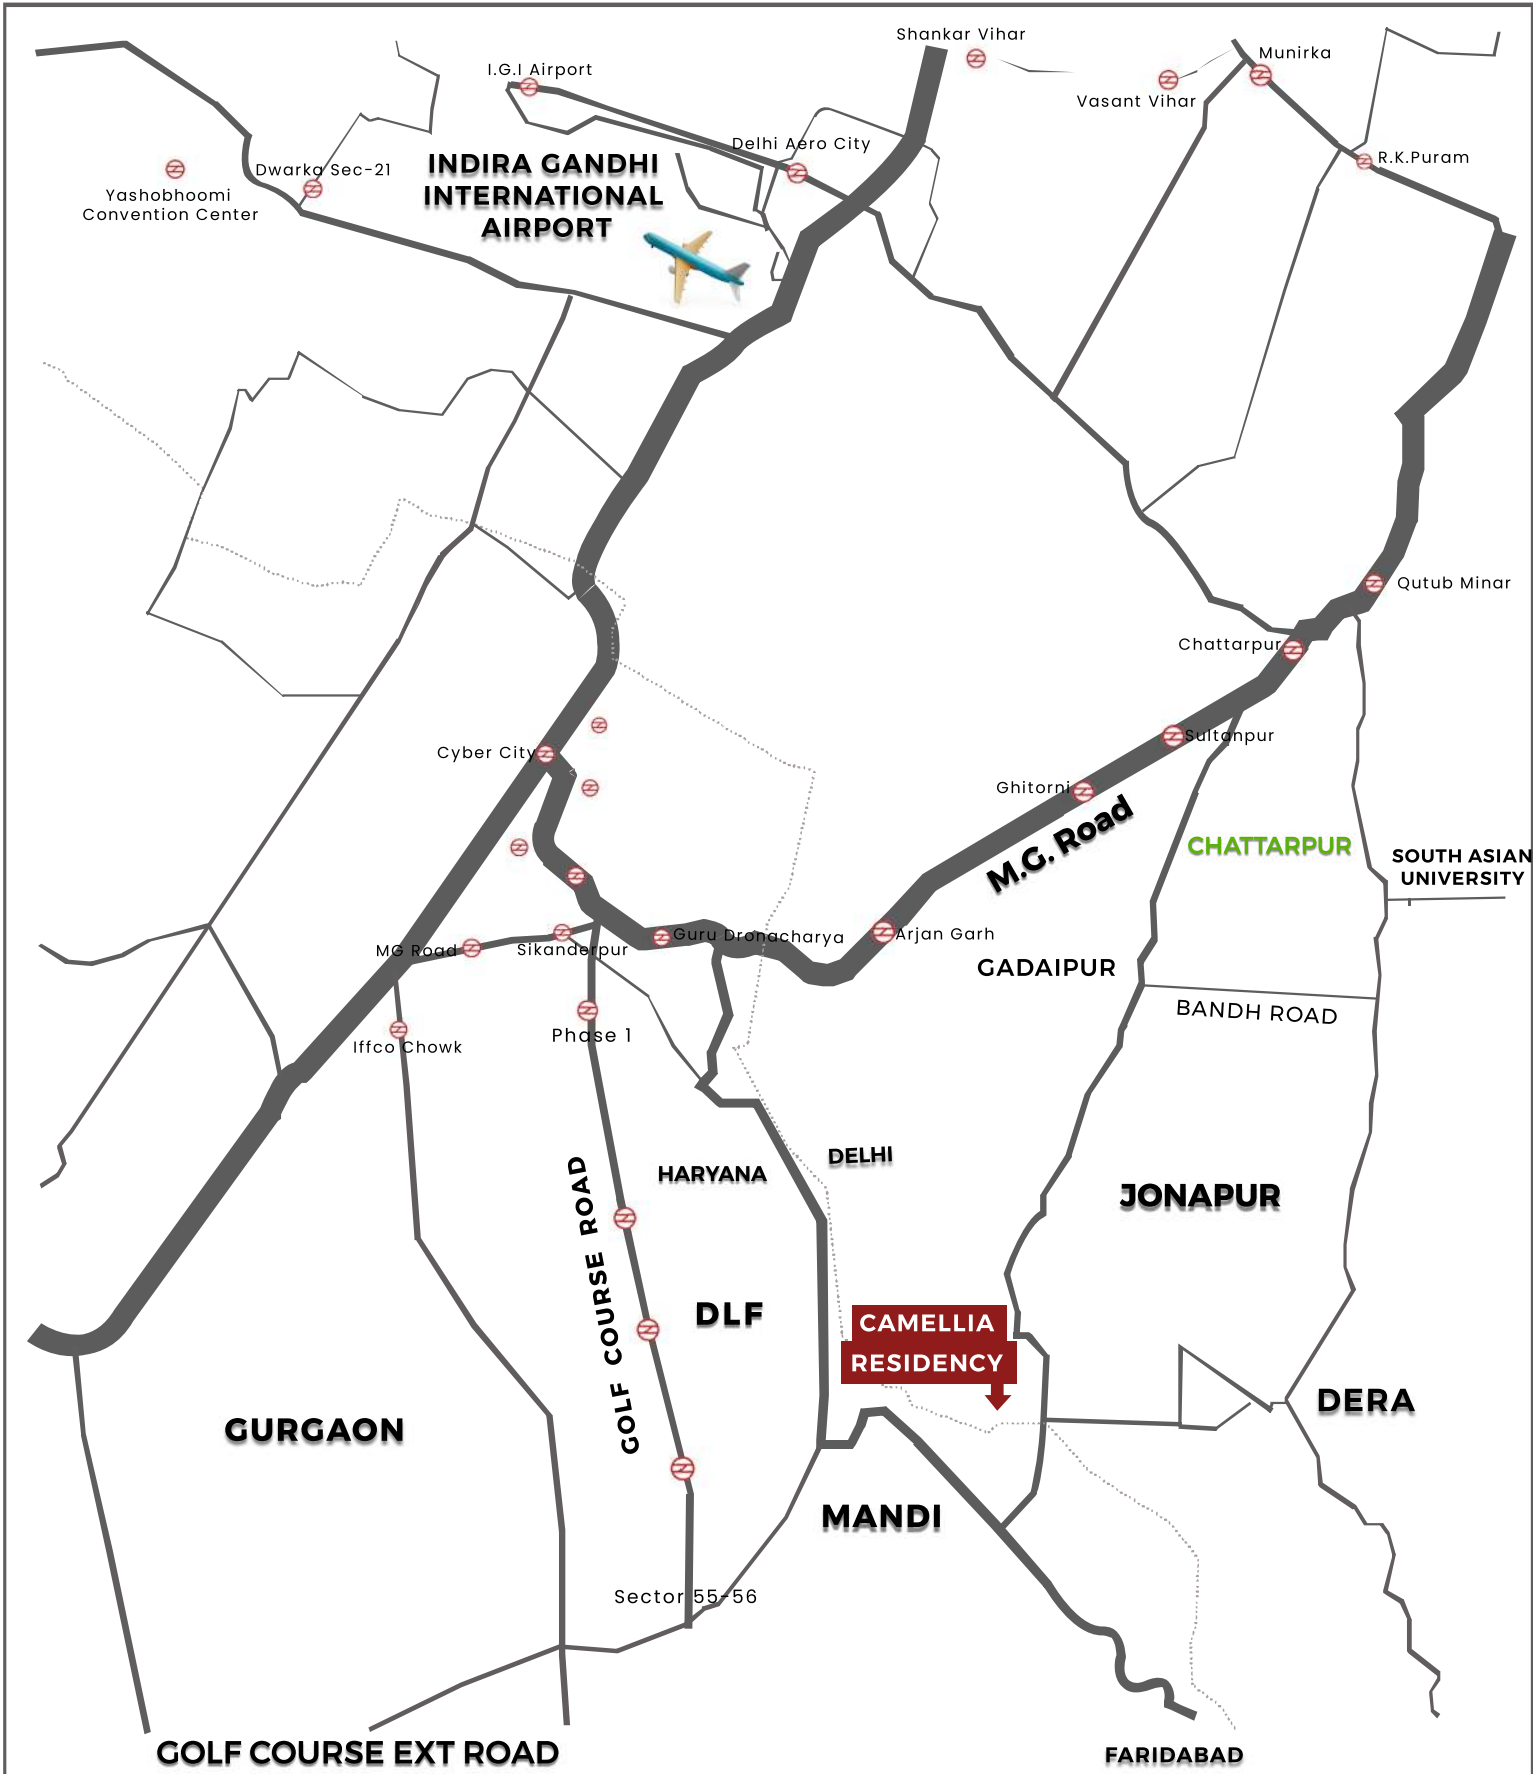 Shankar Vihar
Munirka
I.G.I Airport
Vasant Vihar
Delhi Aero City
R.K.Puram
Dwarka Sec-21
INDIRA GANDHI
INTERNATIONAL
AIRPORT
Yashobhoomi
Convention Center
Qutub Minar
Chattarpur
Sultanpur
Cyber City
Ghitorni
M.G. Road
CHATTARPUR
SOUTH ASIAN
UNIVERSITY
MG Road
Sikanderpur
Guru Dronacharya
Arjan Garh
GADAIPUR
BANDH ROAD
Phase 1
Iffco Chowk
HARYANA
DELHI
JONAPUR
GOLF COURSE ROAD
DLF
CAMELLIA
RESIDENCY
DERA
GURGAON
MANDI
Sector 55-56
GOLF COURSE EXT ROAD
FARIDABAD